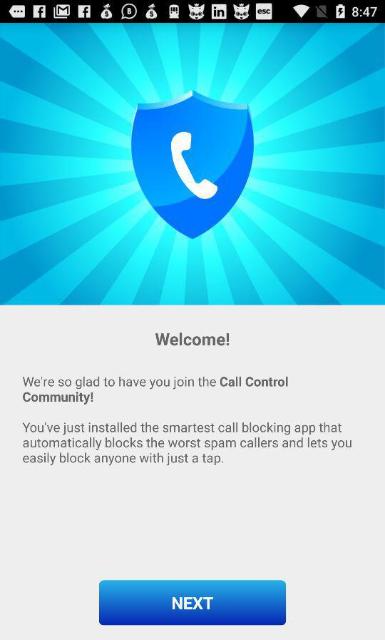 8:47
Welcome!
We're so glad to have you join the Call Control
Community!
You've just installed the smartest call blocking app that
automatically blocks the worst spam callers and lets you
easily block anyone with just a tap.
NEXT